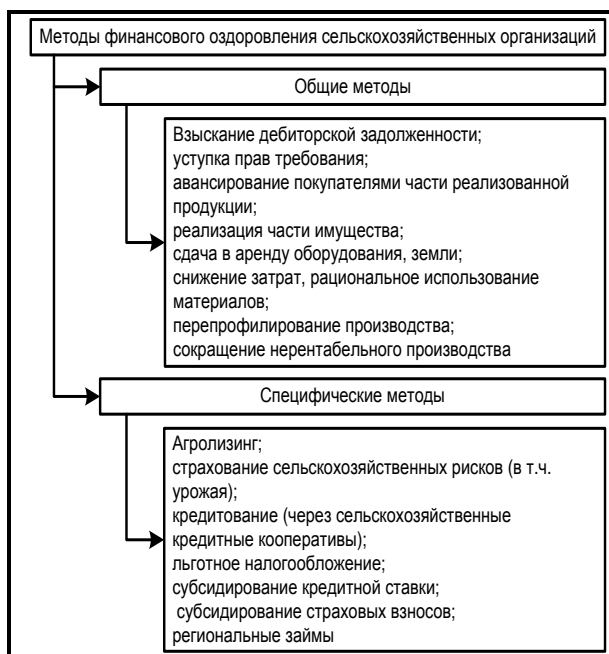 Методы финансового оздоровления сельскохозяйственных организаций
Общие методы
Взыскание дебиторской задолженности;
уступка прав требования;
авансирование покупателями части реализованной
продукции;
реализация части имущества;
сдача в аренду оборудования, земли;
снижение затрат, рациональное использование
материалов;
перепрофилирование производства;
сокращение нерентабельного производства
Специфические методы
Агролизинг;
страхование сельскохозяйственных рисков (в т.ч.
урожая);
кредитование (через сельскохозяйственные
кредитные кооперативы);
льготное налогообложение;
субсидирование кредитной ставки;
субсидирование страховых взносов;
региональные займы